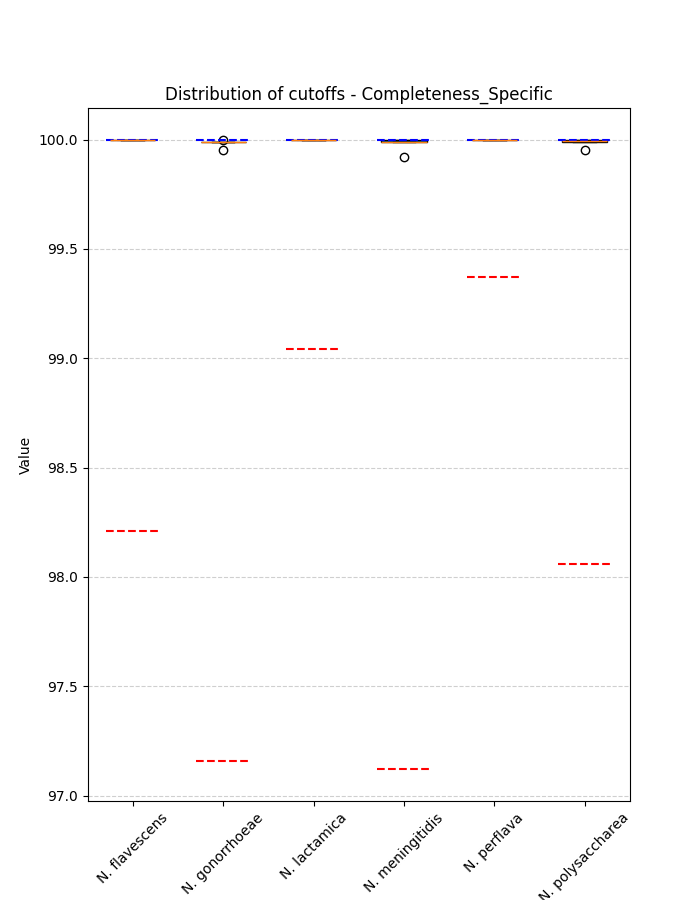 Distribution of cutoffs - Completeness_Specific
100.0
99.5
99.0
98.5
98.0
97.5
97.0
Value
N. flavescens
N. gonorrhoeae
N. lactamica
N. meningitidis
N. perflava
N. polysaccharea